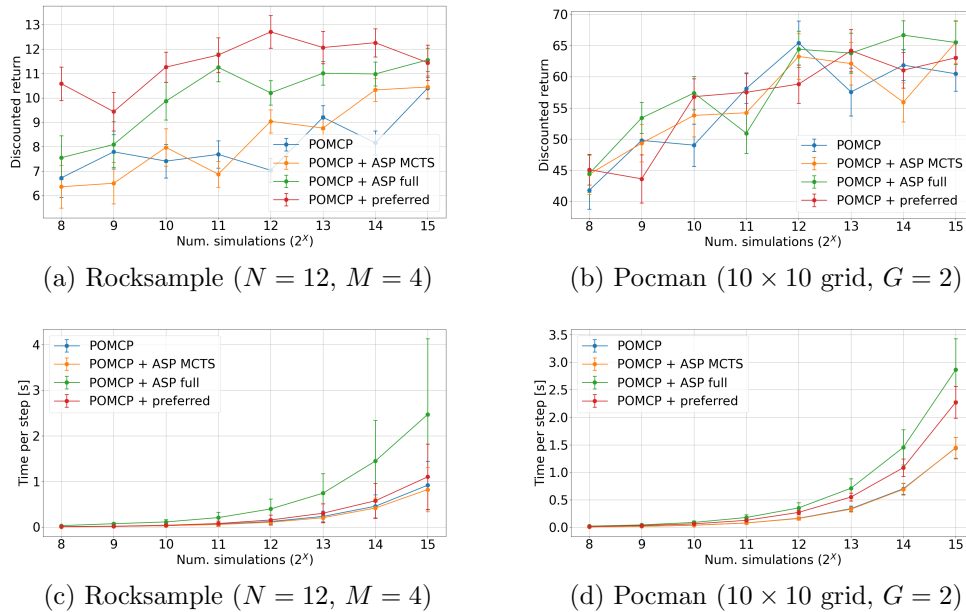 13
12
11
10
9
8
7
6
Discounted return
POMCP
POMCP + ASP MCTS
POMCP + ASP full
POMCP + preferred
8 9 10 11 12 13 14 15
Num. simulations (2^x)
(a) Rocksample (N = 12, M = 4)
70
65
60
55
50
45
40
Discounted return
POMCP
POMCP + ASP MCTS
POMCP + ASP full
POMCP + preferred
8 9 10 11 12 13 14 15
Num. simulations (2^x)
(b) Pocman (10 × 10 grid, G = 2)
4
3
2
1
0
Time per step [s]
POMCP
POMCP + ASP MCTS
POMCP + ASP full
POMCP + preferred
8 9 10 11 12 13 14 15
Num. simulations (2^x)
(c) Rocksample (N = 12, M = 4)
3.5
3.0
2.5
2.0
1.5
1.0
0.5
0.0
Time per step [s]
POMCP
POMCP + ASP MCTS
POMCP + ASP full
POMCP + preferred
8 9 10 11 12 13 14 15
Num. simulations (2^x)
(d) Pocman (10 × 10 grid, G = 2)